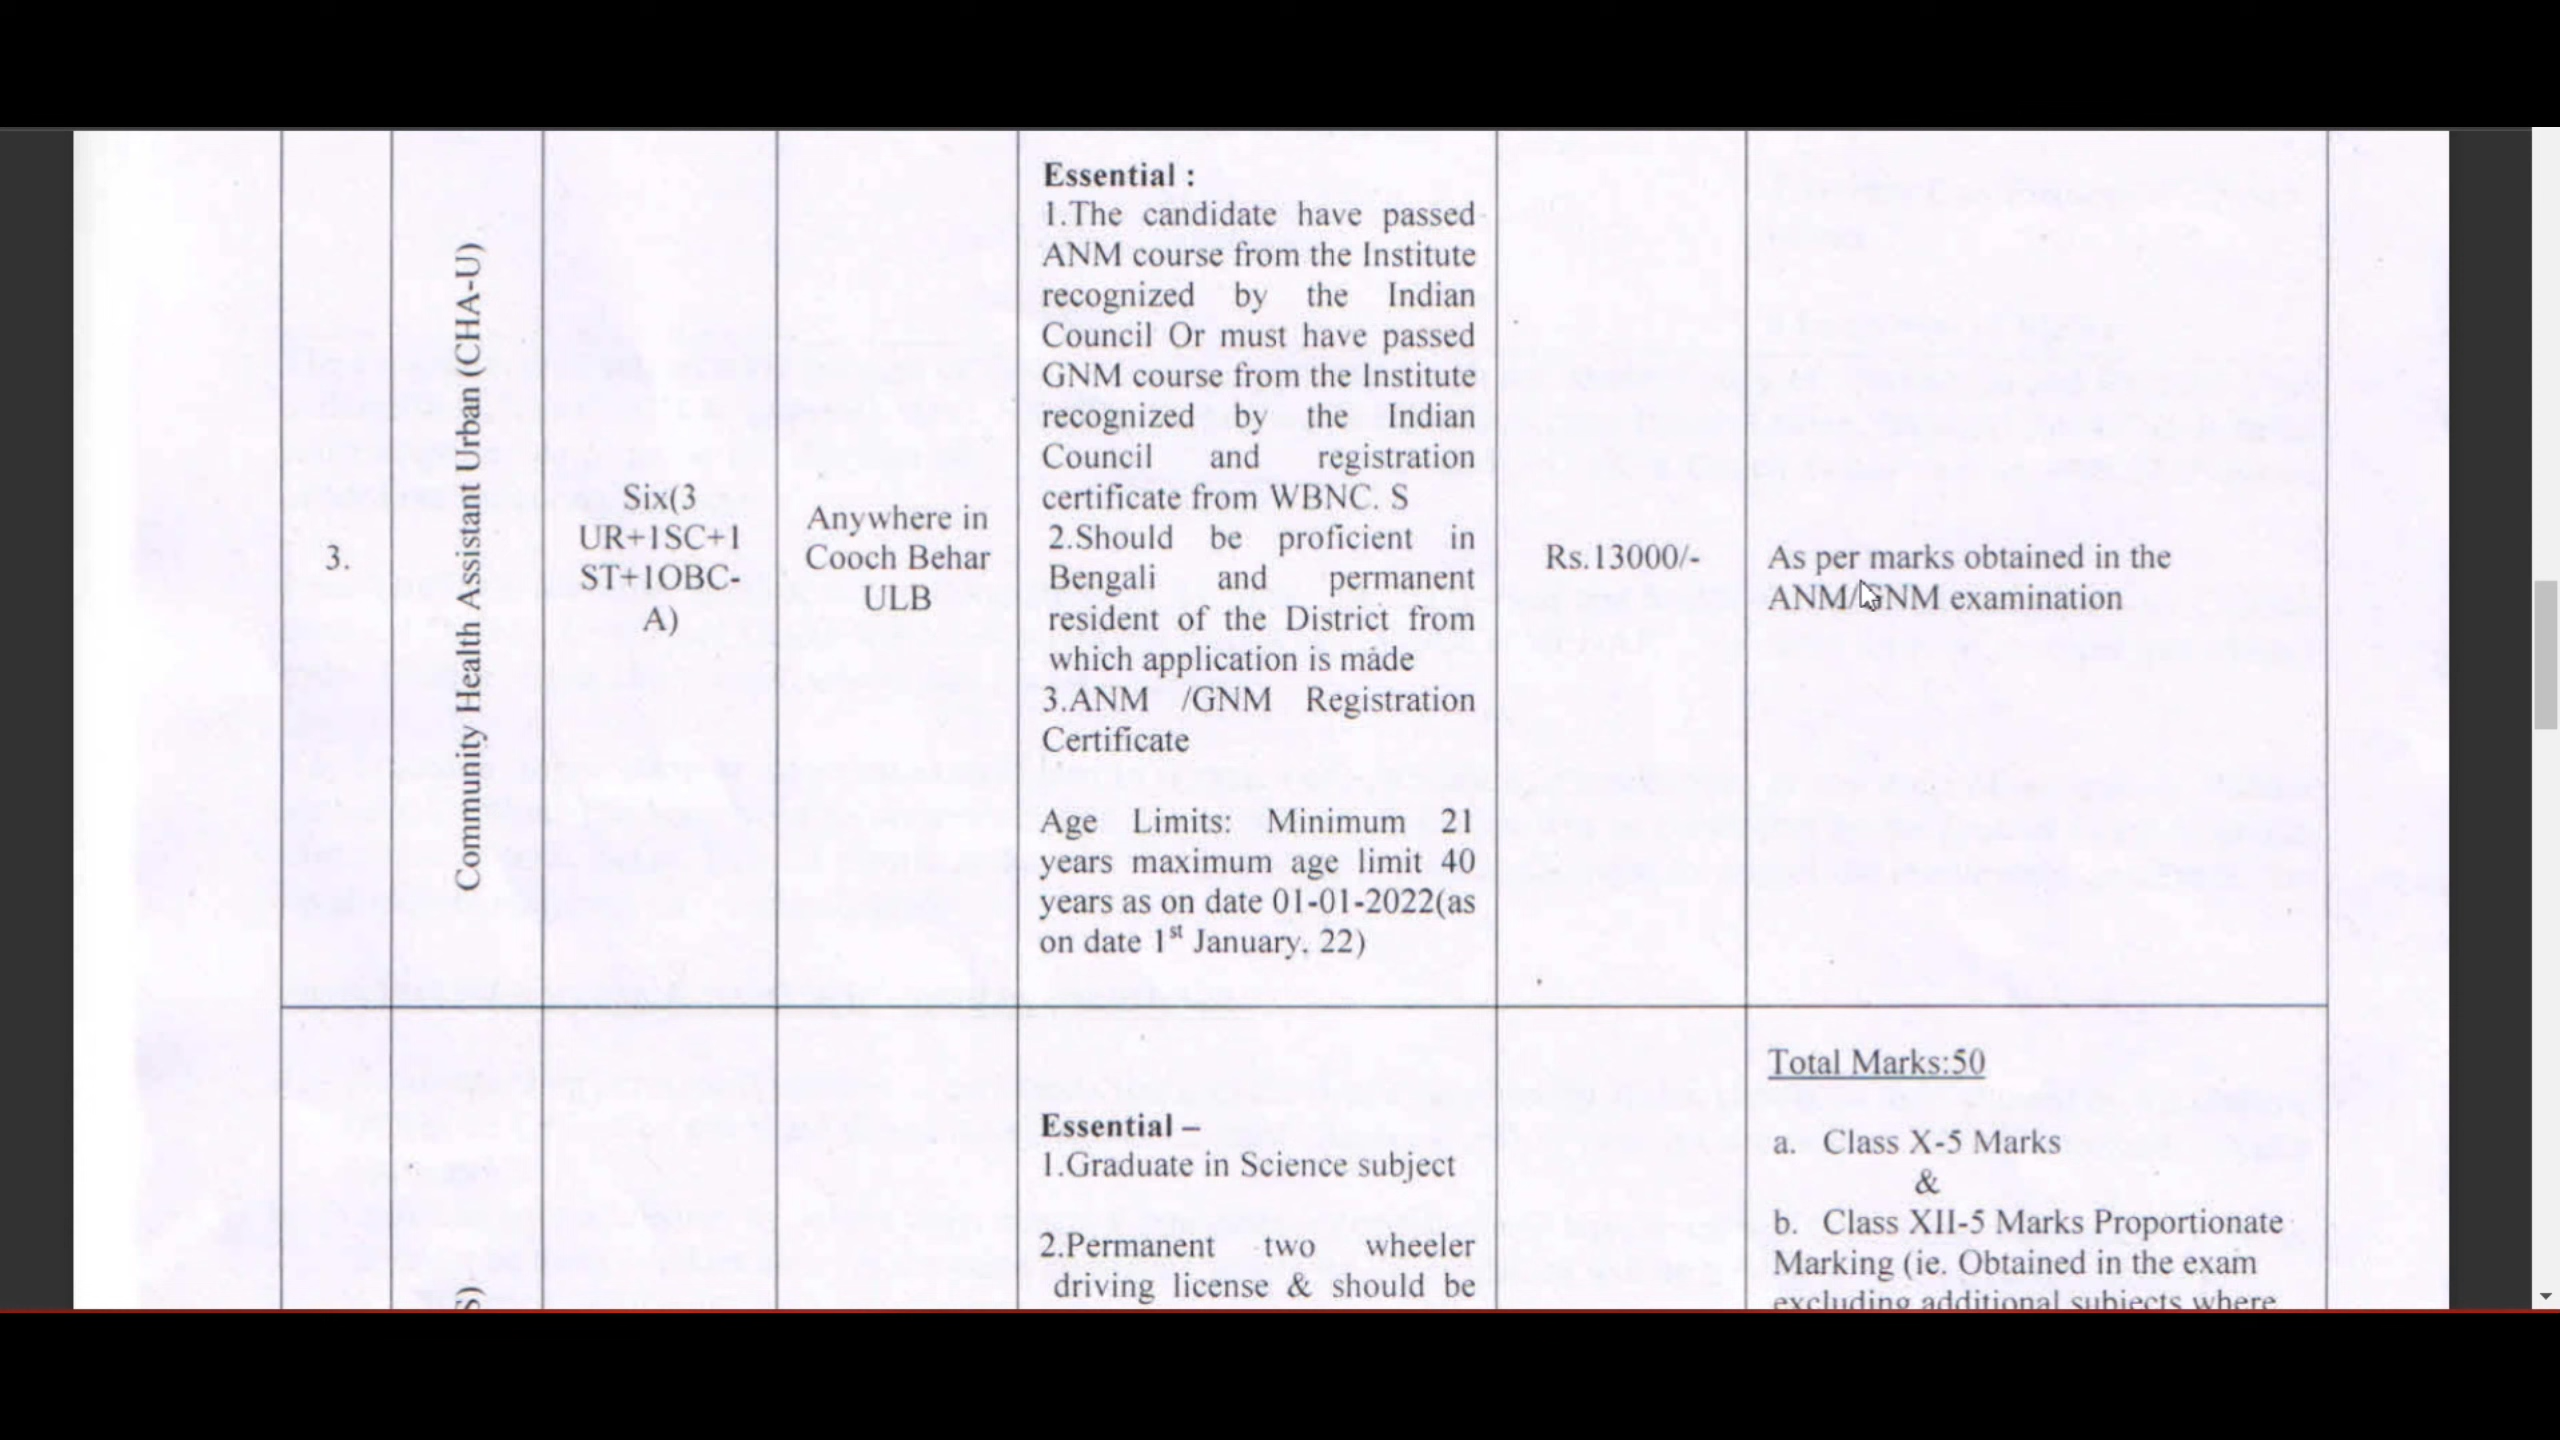 3.
Community Health Assistant Urban (CHA-U)
Six(3
UR+1SC+1
ST+1OBC-
A)
Anywhere in
Cooch Behar
ULB
Essential :
1.The candidate have passed
ANM course from the Institute
recognized by the Indian
Council Or must have passed
GNM course from the Institute
recognized by the Indian
Council and registration
certificate from WBNC. S
2.Should be proficient in
Bengali and permanent
resident of the District from
which application is made
3.ANM /GNM Registration
Certificate
Age Limits: Minimum 21
years maximum age limit 40
years as on date 01-01-2022(as
on date 1st January, 22)
Rs.13000/-
As per marks obtained in the
ANM/GNM examination
S)
Essential –
1.Graduate in Science subject
2.Permanent two wheeler
driving license & should be
Total Marks:50
a. Class X-5 Marks
&
b. Class XII-5 Marks Proportionate
Marking (ie. Obtained in the exam
excluding additional subjects where